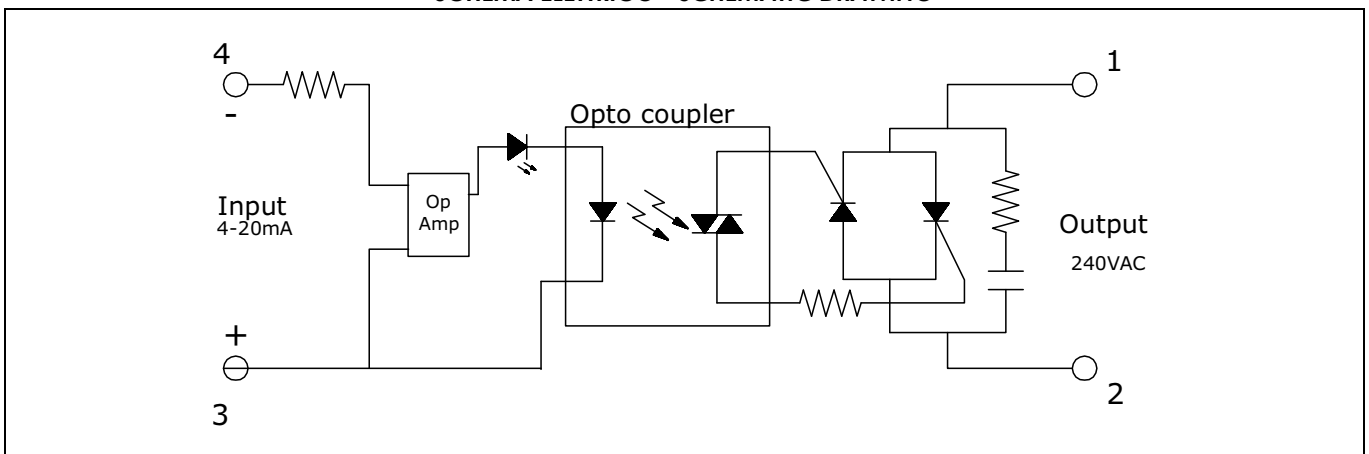 4
-
Opto coupler
1
Op
Amp
Input
4-20mA
Output
240VAC
+
3
2